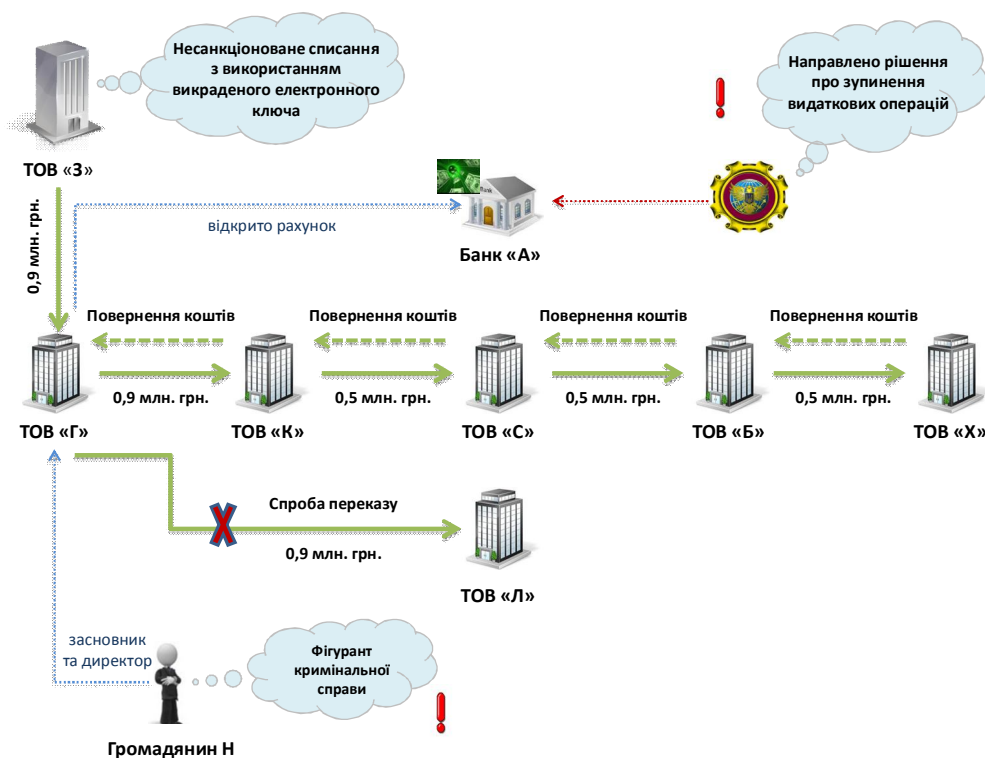 Несанкціоноване списання
з використанням
викраденого електронного
ключа
Направлено рішення
про зупинення
видаткових операцій
ТОВ «З»
0,9 млн. грн.
відкрито рахунок
Bank
Банк «А»
Повернення коштів
Повернення коштів
Повернення коштів
Повернення коштів
0,9 млн. грн.
0,5 млн. грн.
0,5 млн. грн.
0,5 млн. грн.
ТОВ «Г»
ТОВ «К»
ТОВ «С»
ТОВ «Б»
ТОВ «Х»
Спроба переказу
0,9 млн. грн.
ТОВ «Л»
засновник
та директор
Фігурант
кримінальної
справи
Громадянин Н